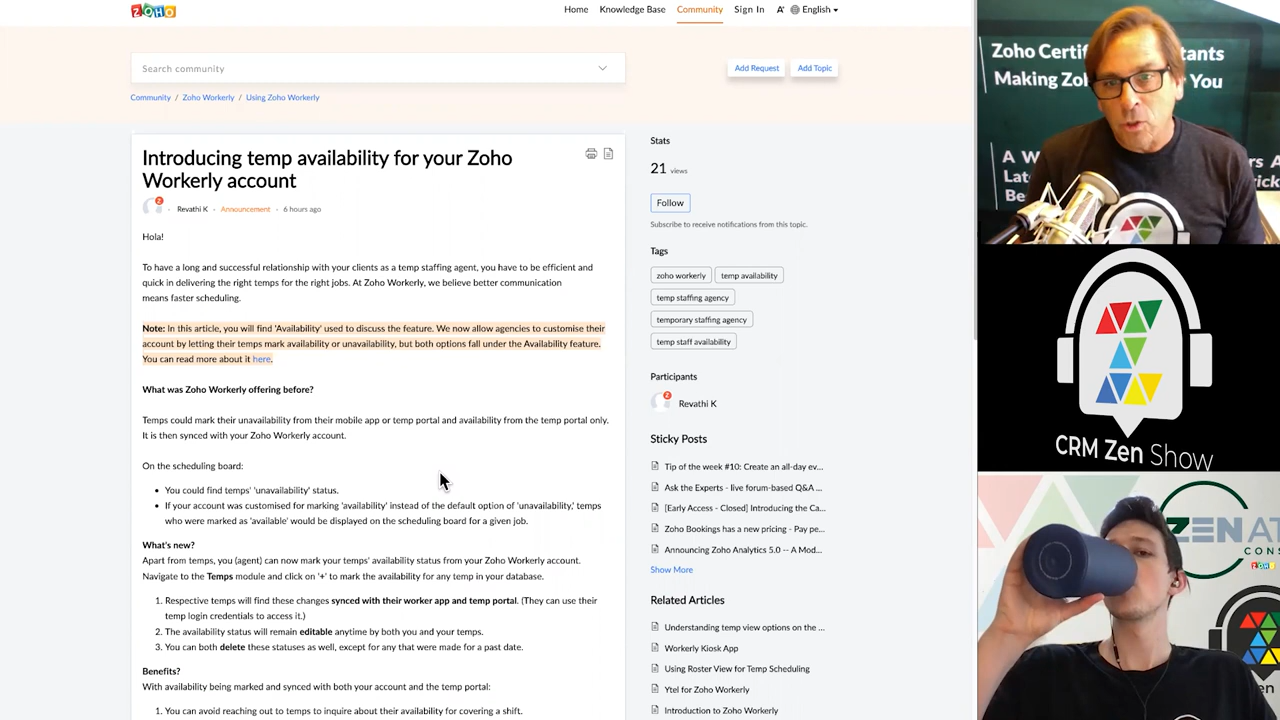 ZOHO
Home Knowledge Base Community Sign In A English
Search community
Add Request Add Topic
Community / Zoho Workerly / Using Zoho Workerly
Introducing temp availability for your Zoho
Workerly account
Revathi K · Announcement · 6 hours ago
Hola!
To have a long and successful relationship with your clients as a temp staffing agent, you have to be efficient and
quick in delivering the right temps for the right jobs. At Zoho Workerly, we believe better communication
means faster scheduling.
Note: In this article, you will find 'Availability' used to discuss the feature. We now allow agencies to customise their
account by letting their temps mark availability or unavailability, but both options fall under the Availability feature.
You can read more about it here.
What was Zoho Workerly offering before?
Temps could mark their unavailability from their mobile app or temp portal and availability from the temp portal only.
It is then synced with your Zoho Workerly account.
On the scheduling board:
• You could find temps' 'unavailability' status.
• If your account was customised for marking 'availability' instead of the default option of 'unavailability,' temps
who were marked as 'available' would be displayed on the scheduling board for a given job.
What's new?
Apart from temps, you (agent) can now mark your temps' availability status from your Zoho Workerly account.
Navigate to the Temps module and click on '+' to mark the availability for any temp in your database.
1. Respective temps will find these changes synced with their worker app and temp portal. (They can use their
temp login credentials to access it.)
2. The availability status will remain editable anytime by both you and your temps.
3. You can both delete these statuses as well, except for any that were made for a past date.
Benefits?
With availability being marked and synced with both your account and the temp portal:
1. You can avoid reaching out to temps to inquire about their availability for covering a shift.
Stats
21 views
Follow
Subscribe to receive notifications from this topic.
Tags
zoho workerly temp availability
temp staffing agency
temporary staffing agency
temp staff availability
Participants
Revathi K
Sticky Posts
Tip of the week #10: Create an all-day ev...
Ask the Experts - live forum-based Q&A ...
[Early Access - Closed] Introducing the Ca...
Zoho Bookings has a new pricing - Pay pe...
Announcing Zoho Analytics 5.0 -- A Mod...
Show More
Related Articles
Understanding temp view options on the ...
Workerly Kiosk App
Using Roster View for Temp Scheduling
Ytel for Zoho Workerly
Introduction to Zoho Workerly
Zoho Certif tants
Making Zo You
A W
Lat
Be
CRM Zen Show
ZEN AT
CONS
ZOHO